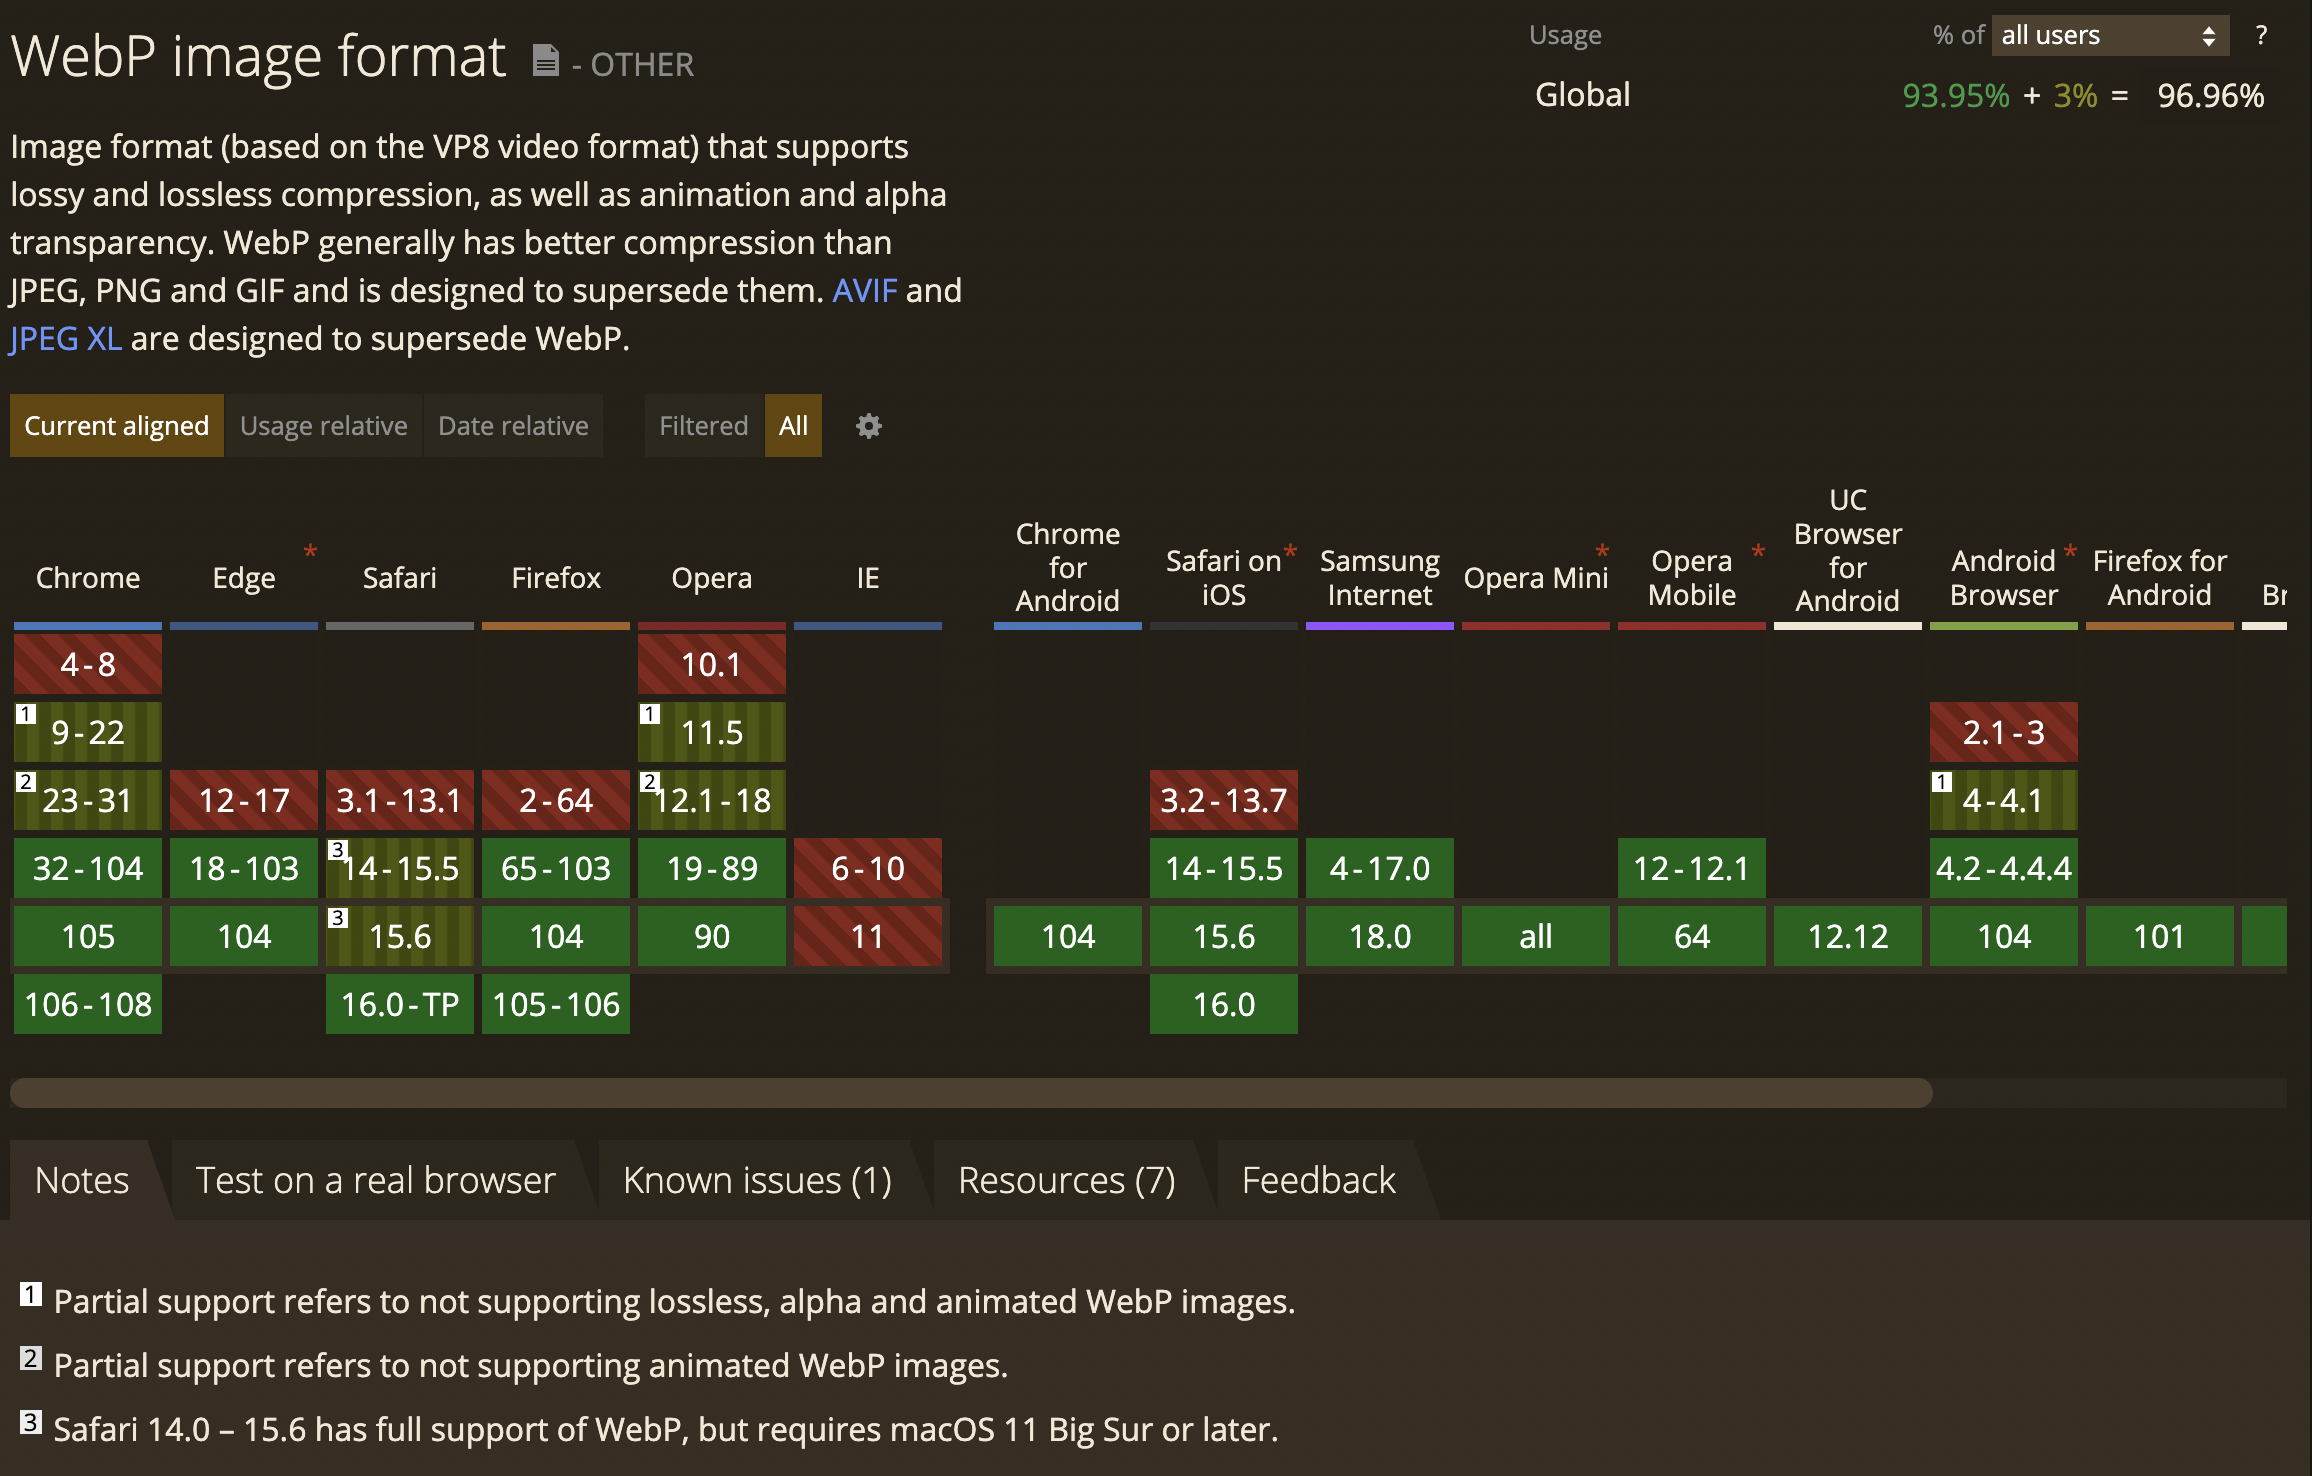 WebP image format - OTHER
Usage % of all users ?
Global 93.95% + 3% = 96.96%
Image format (based on the VP8 video format) that supports
lossy and lossless compression, as well as animation and alpha
transparency. WebP generally has better compression than
JPEG, PNG and GIF and is designed to supersede them. AVIF and
JPEG XL are designed to supersede WebP.
Current aligned Usage relative Date relative Filtered All
Chrome
Edge *
Safari
Firefox
Opera
IE
Chrome
for
Android
Safari on *
iOS
Samsung
Internet
Opera Mini *
Opera *
Mobile
UC
Browser
for
Android
Android *
Browser
Firefox for
Android
Br
4-8 10.1
1 9-22 1 11.5 2.1-3
2 23-31 12-17 3.1-13.1 2-64 2 12.1-18 3.2-13.7 1 4-4.1
32-104 18-103 3 14-15.5 65-103 19-89 6-10 14-15.5 4-17.0 12-12.1 4.2-4.4.4
105 104 3 15.6 104 90 11 104 15.6 18.0 all 64 12.12 104 101
106-108 16.0-TP 105-106 16.0
Notes Test on a real browser Known issues (1) Resources (7) Feedback
1 Partial support refers to not supporting lossless, alpha and animated WebP images.
2 Partial support refers to not supporting animated WebP images.
3 Safari 14.0 – 15.6 has full support of WebP, but requires macOS 11 Big Sur or later.